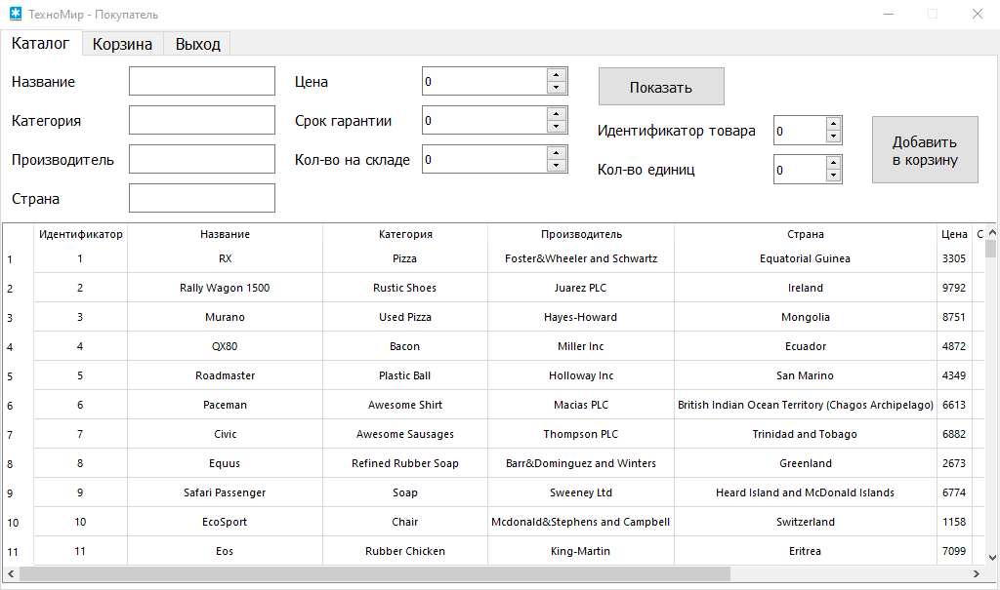 ТехноМир - Покупатель
Каталог Корзина Выход
Название Цена 0 Показать
Категория Срок гарантии 0 Идентификатор товара 0
Производитель Кол-во на складе 0 Кол-во единиц 0 Добавить
в корзину
Страна
Идентификатор Название Категория Производитель Страна Цена С
1 1 RX Pizza Foster&Wheeler and Schwartz Equatorial Guinea 3305
2 2 Rally Wagon 1500 Rustic Shoes Juarez PLC Ireland 9792
3 3 Murano Used Pizza Hayes-Howard Mongolia 8751
4 4 QX80 Bacon Miller Inc Ecuador 4872
5 5 Roadmaster Plastic Ball Holloway Inc San Marino 4349
6 6 Paceman Awesome Shirt Macias PLC British Indian Ocean Territory (Chagos Archipelago) 6613
7 7 Civic Awesome Sausages Thompson PLC Trinidad and Tobago 6882
8 8 Equus Refined Rubber Soap Barr&Dominguez and Winters Greenland 2673
9 9 Safari Passenger Soap Sweeney Ltd Heard Island and McDonald Islands 6774
10 10 EcoSport Chair Mcdonald&Stephens and Campbell Switzerland 1158
11 11 Eos Rubber Chicken King-Martin Eritrea 7099